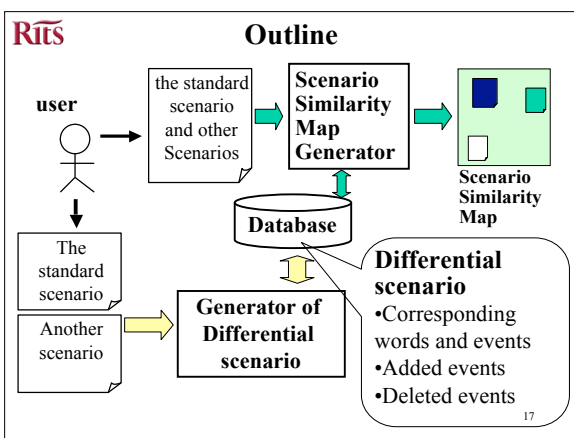 Rits
Outline
user
the standard
scenario
and other
Scenarios
Scenario
Similarity
Map
Generator
Scenario
Similarity
Map
Database
The
standard
scenario
Another
scenario
Generator of
Differential
scenario
Differential
scenario
•Corresponding
words and events
•Added events
•Deleted events
17